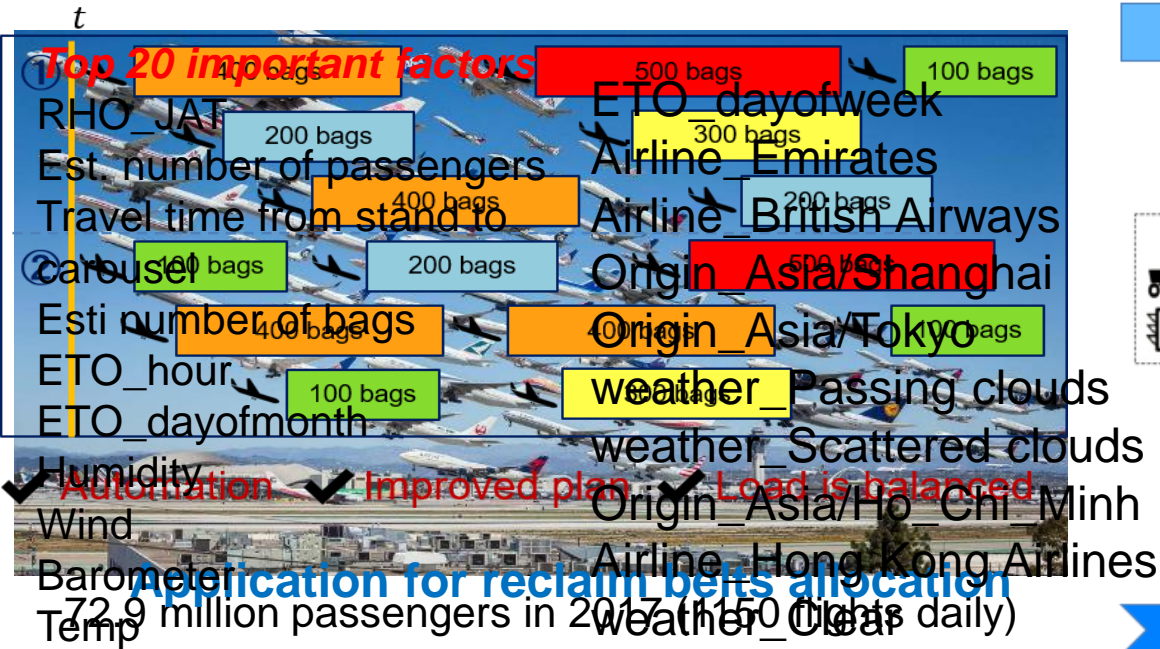 t
Top 20 important factors
① 400 bags 500 bags 100 bags
RHO_JAT
ETO_dayofweek
200 bags 300 bags
Est. number of passengers
Airline_Emirates
400 bags 200 bags
Travel time from stand to
carousel
Airline_British Airways
② 100 bags 200 bags 500 bags
Origin_Asia/Shanghai
Esti number of bags
400 bags 400 bags 100 bags
Origin_Asia/Tokyo
ETO_hour
100 bags
weather_Passing clouds
ETO_dayofmonth
weather_Scattered clouds
Humidity
Automation Improved plan Load is balanced
Origin_Asia/Ho_Chi_Minh
Wind
Airline_Hong Kong Airlines
Barometer
Application for reclaim belts allocation
72.9 million passengers in 2017 (1150 flights daily)
Temp
weather_Clear